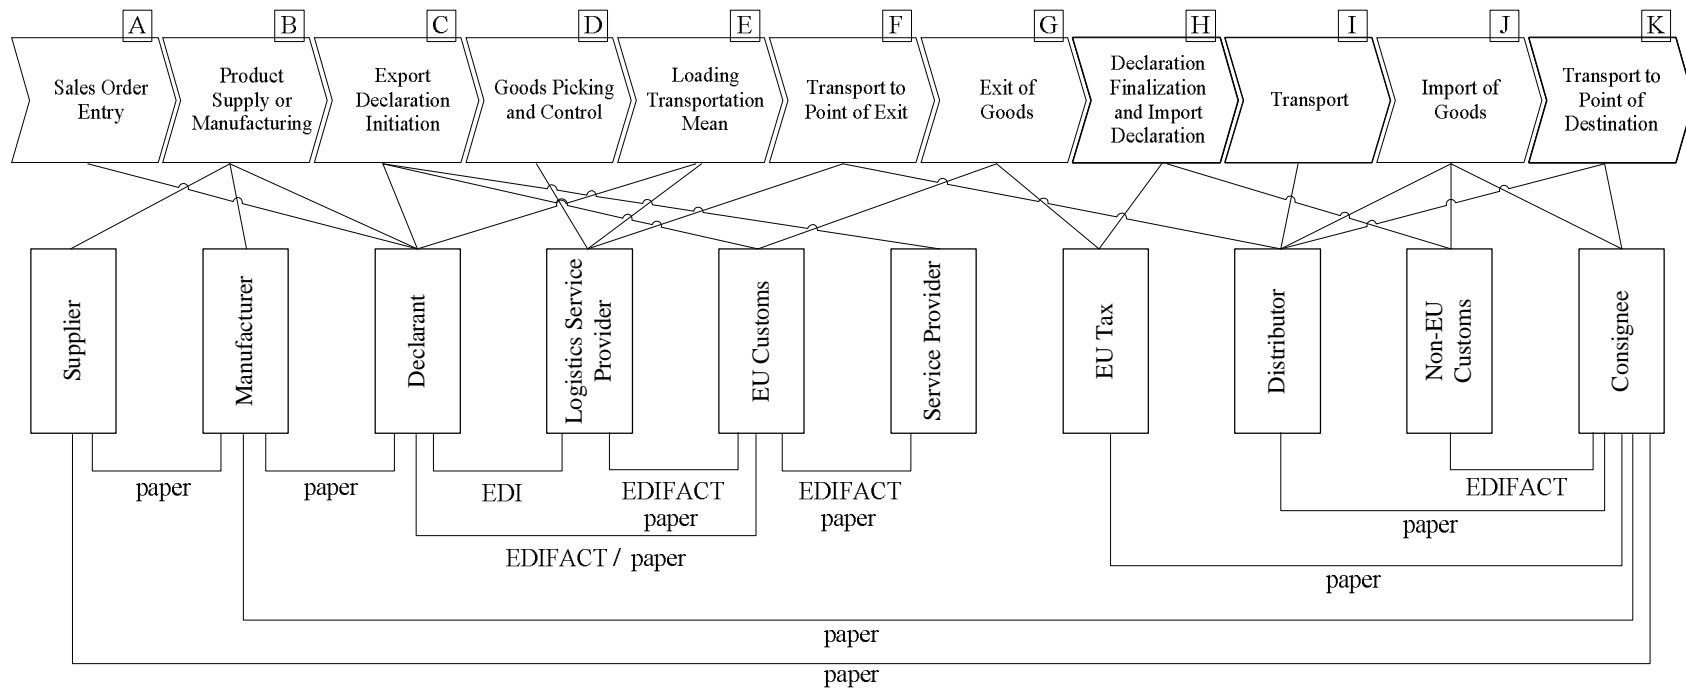 A
B
C
D
E
F
G
H
I
J
K
Sales Order
Entry
Product
Supply or
Manufacturing
Export
Declaration
Initiation
Goods Picking
and Control
Loading
Transportation
Mean
Transport to
Point of Exit
Exit of
Goods
Declaration
Finalization
and Import
Declaration
Transport
Import of
Goods
Transport to
Point of
Destination
Supplier
Manufacturer
Declarant
Logistics Service
Provider
EU Customs
Service Provider
EU Tax
Distributor
Non-EU
Customs
Consignee
paper
paper
EDI
EDIFACT
paper
EDIFACT
paper
EDIFACT
paper
EDIFACT / paper
paper
paper
paper